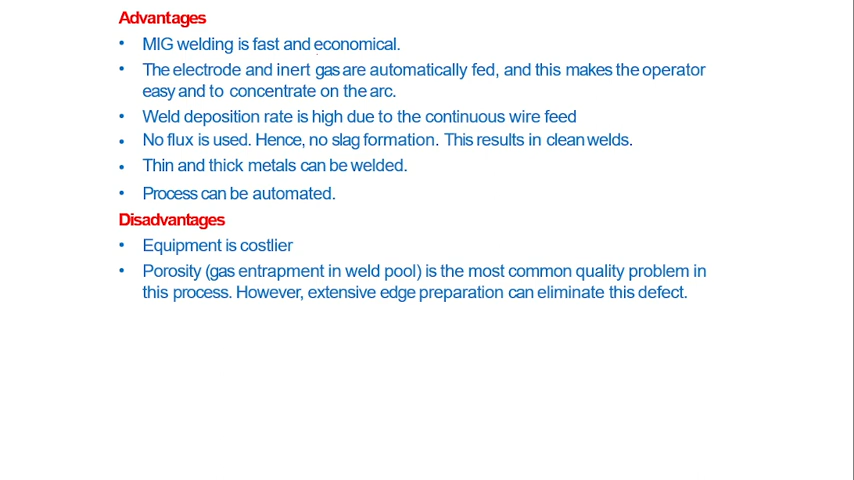 Advantages
• MIG welding is fast and economical.
• The electrode and inert gas are automatically fed, and this makes the operator
easy and to concentrate on the arc.
• Weld deposition rate is high due to the continuous wire feed
• No flux is used. Hence, no slag formation. This results in clean welds.
• Thin and thick metals can be welded.
• Process can be automated.
Disadvantages
• Equipment is costlier
• Porosity (gas entrapment in weld pool) is the most common quality problem in
this process. However, extensive edge preparation can eliminate this defect.